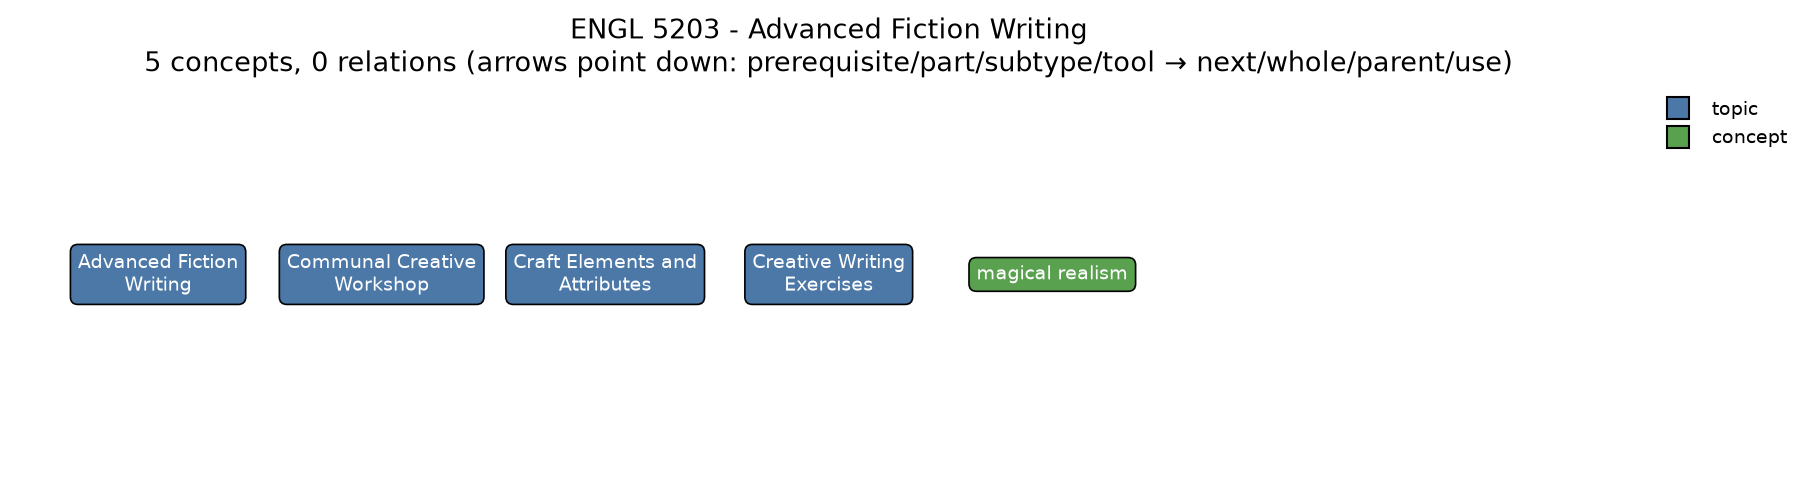 ENGL 5203 - Advanced Fiction Writing
5 concepts, 0 relations (arrows point down: prerequisite/part/subtype/tool → next/whole/parent/use)
topic
concept
Advanced Fiction
Writing
Communal Creative
Workshop
Craft Elements and
Attributes
Creative Writing
Exercises
magical realism